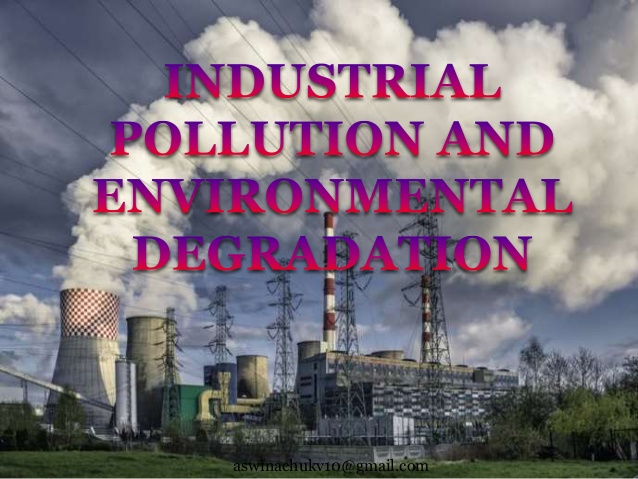 INDUSTRIAL
POLLUTION AND
ENVIRONMENTAL
DEGRADATION
aswinachukv10@gmail.com